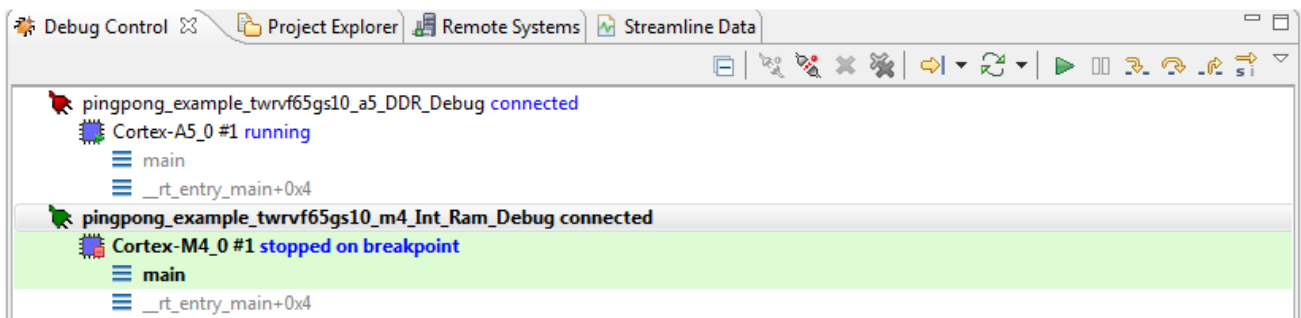 Debug Control Project Explorer Remote Systems Streamline Data
s i
pingpong_example_twrvf65gs10_a5_DDR_Debug connected
Cortex-A5_0 #1 running
main
__rt_entry_main+0x4
pingpong_example_twrvf65gs10_m4_Int_Ram_Debug connected
Cortex-M4_0 #1 stopped on breakpoint
main
__rt_entry_main+0x4